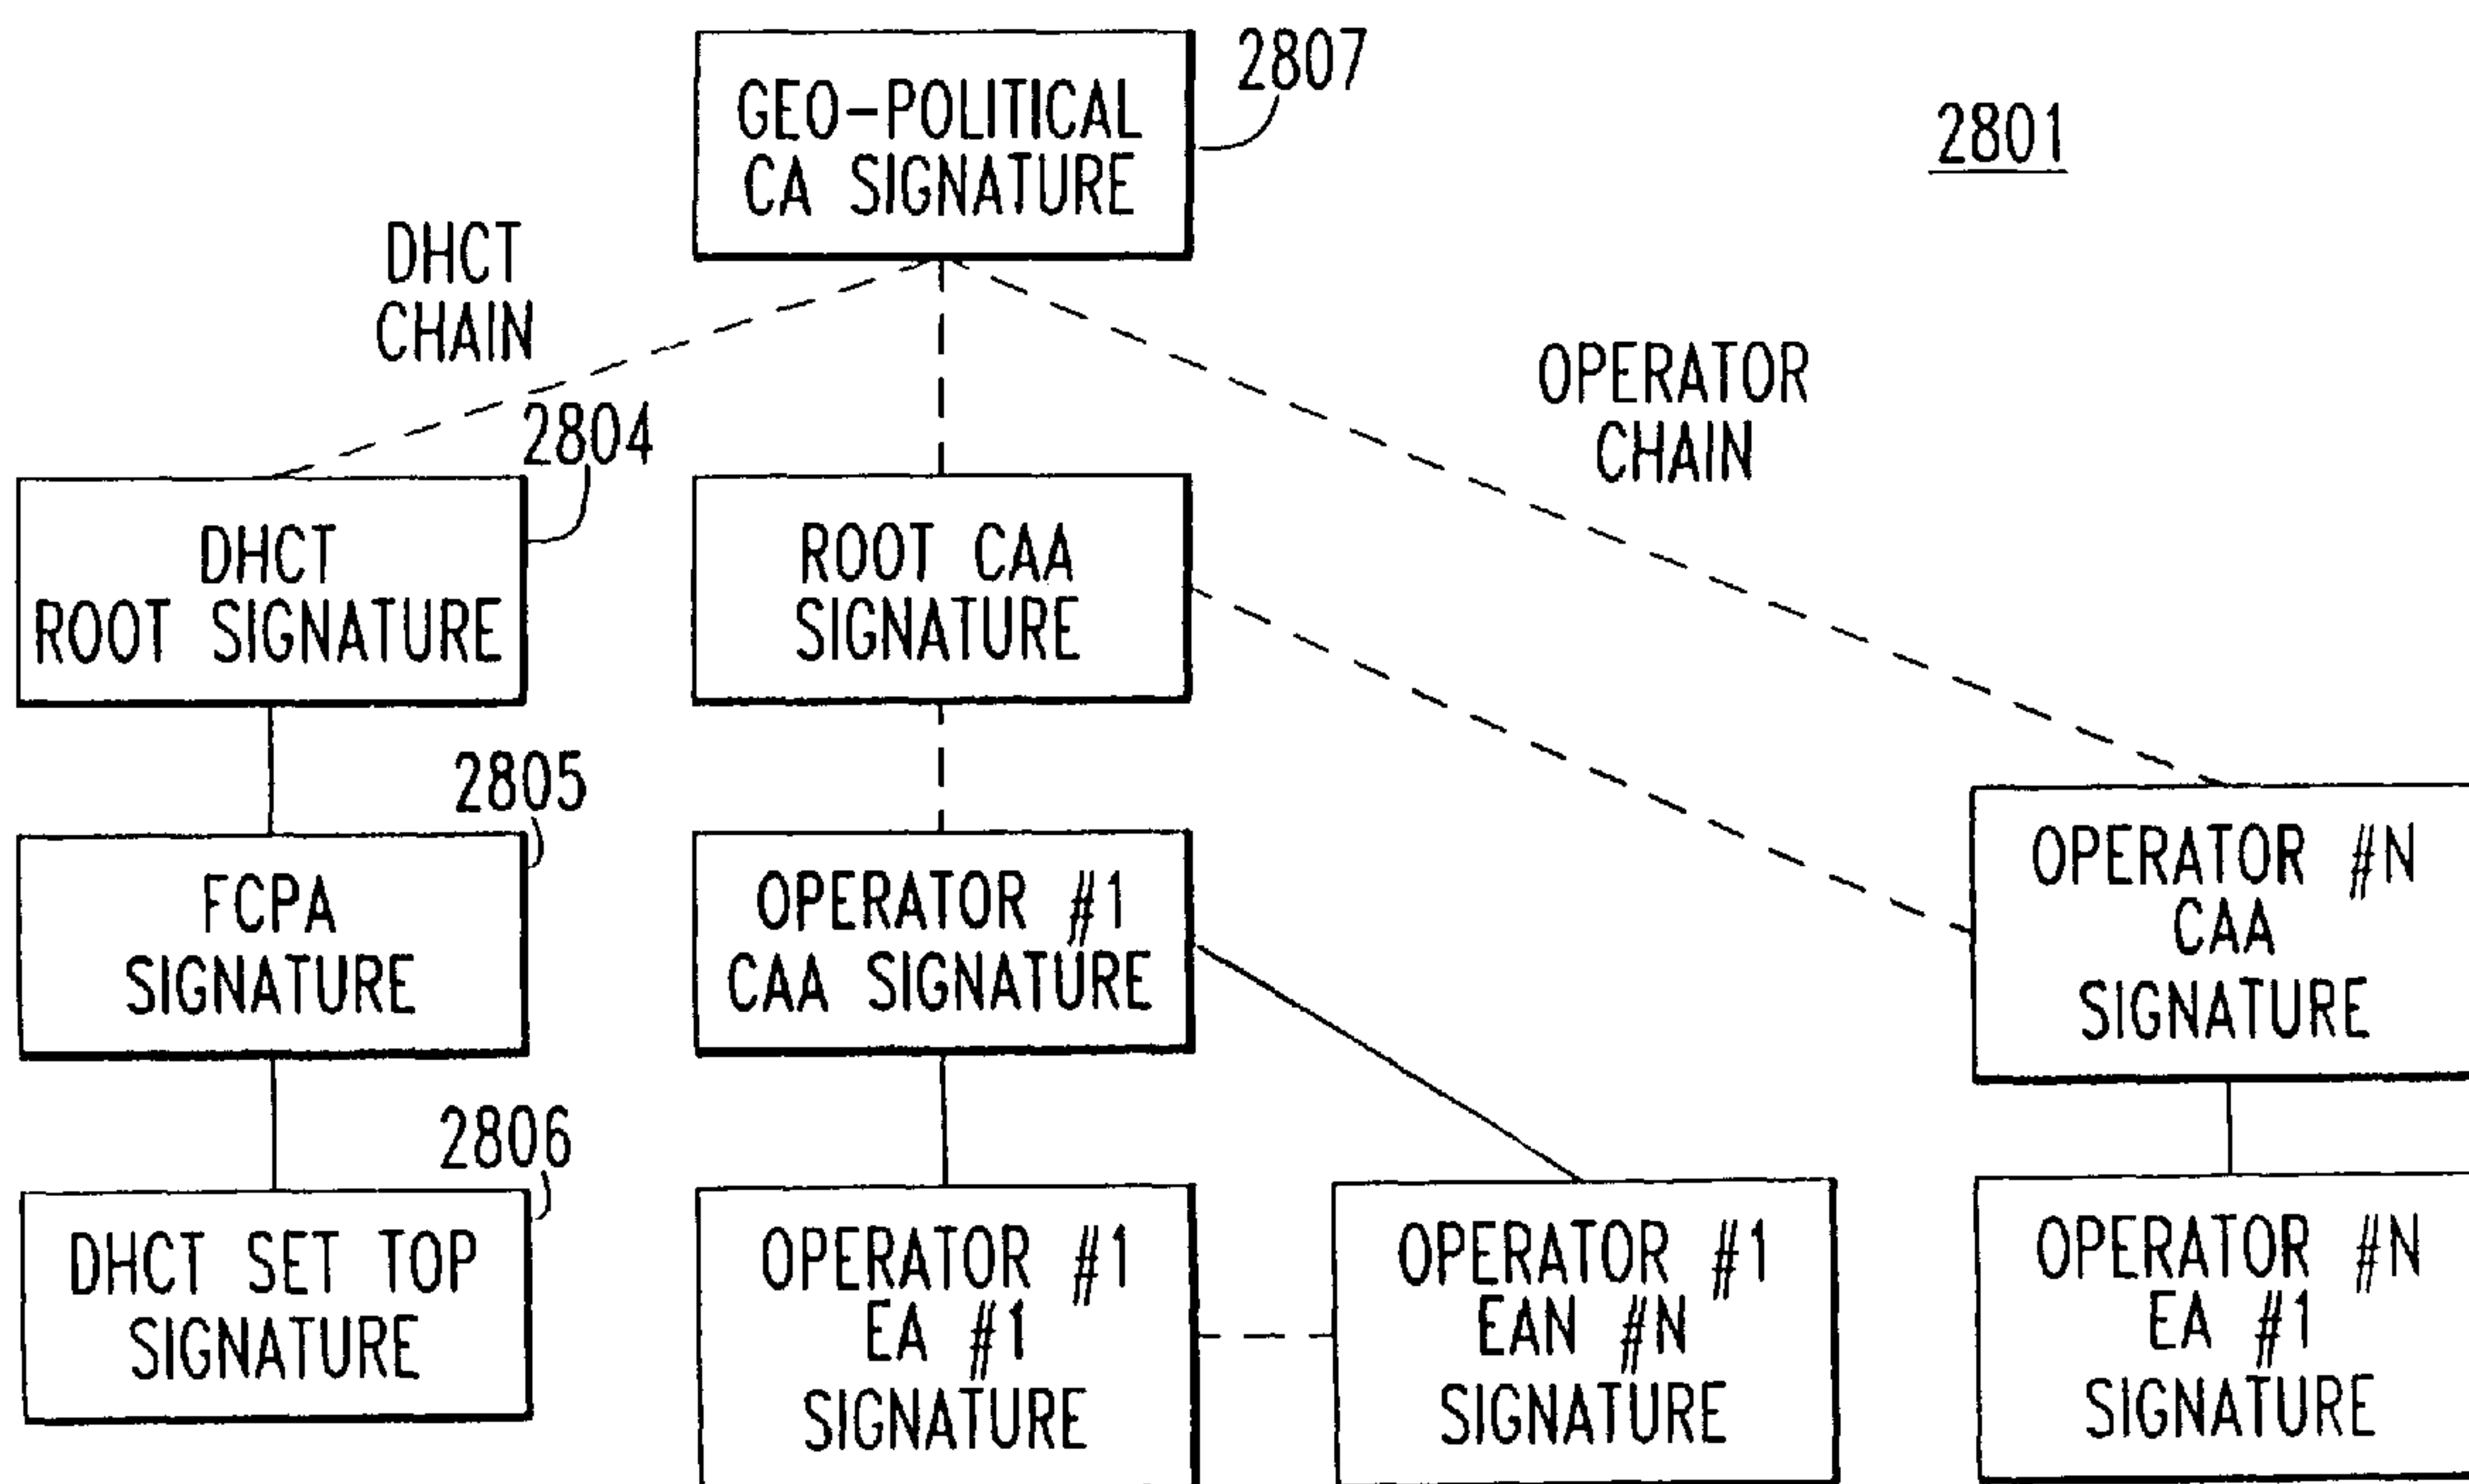 2807
GEO-POLITICAL
CA SIGNATURE
2801
DHCT
CHAIN
OPERATOR
CHAIN
2804
DHCT
ROOT SIGNATURE
ROOT CAA
SIGNATURE
2805
FCPA
SIGNATURE
OPERATOR #1
CAA SIGNATURE
OPERATOR #N
CAA
SIGNATURE
2806
DHCT SET TOP
SIGNATURE
OPERATOR #1
EA #1
SIGNATURE
OPERATOR #1
EAN #N
SIGNATURE
OPERATOR #N
EA #1
SIGNATURE